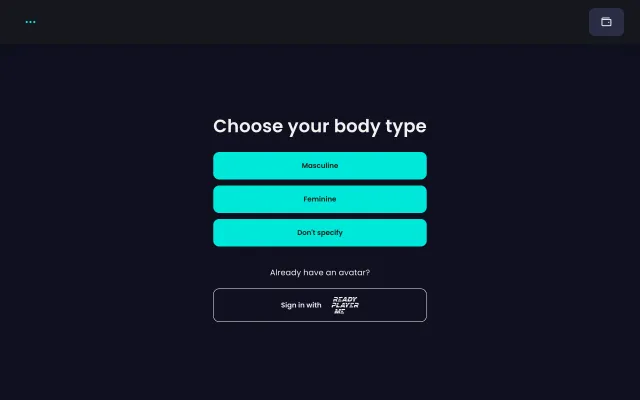 Choose your body type
Masculine
Feminine
Don't specify
Already have an avatar?
Sign in with
READY
PLAYER
ME